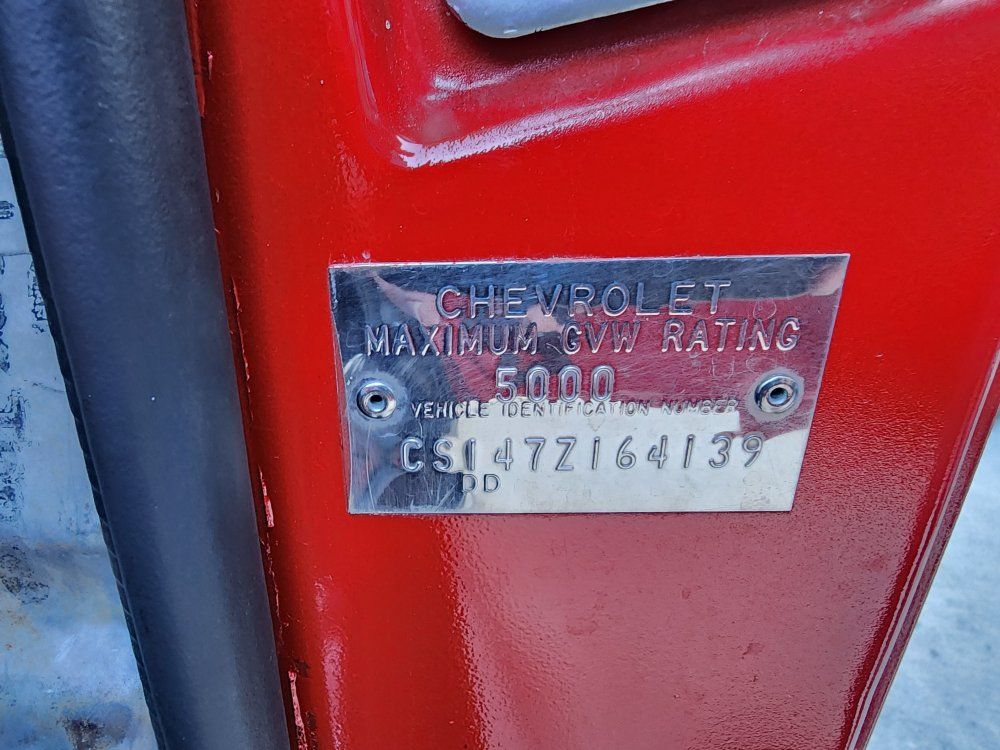 CHEVROLET
MAXIMUM GVW RATING
5000
VEHICLE IDENTIFICATION NUMBER
CS147Z164139
DD